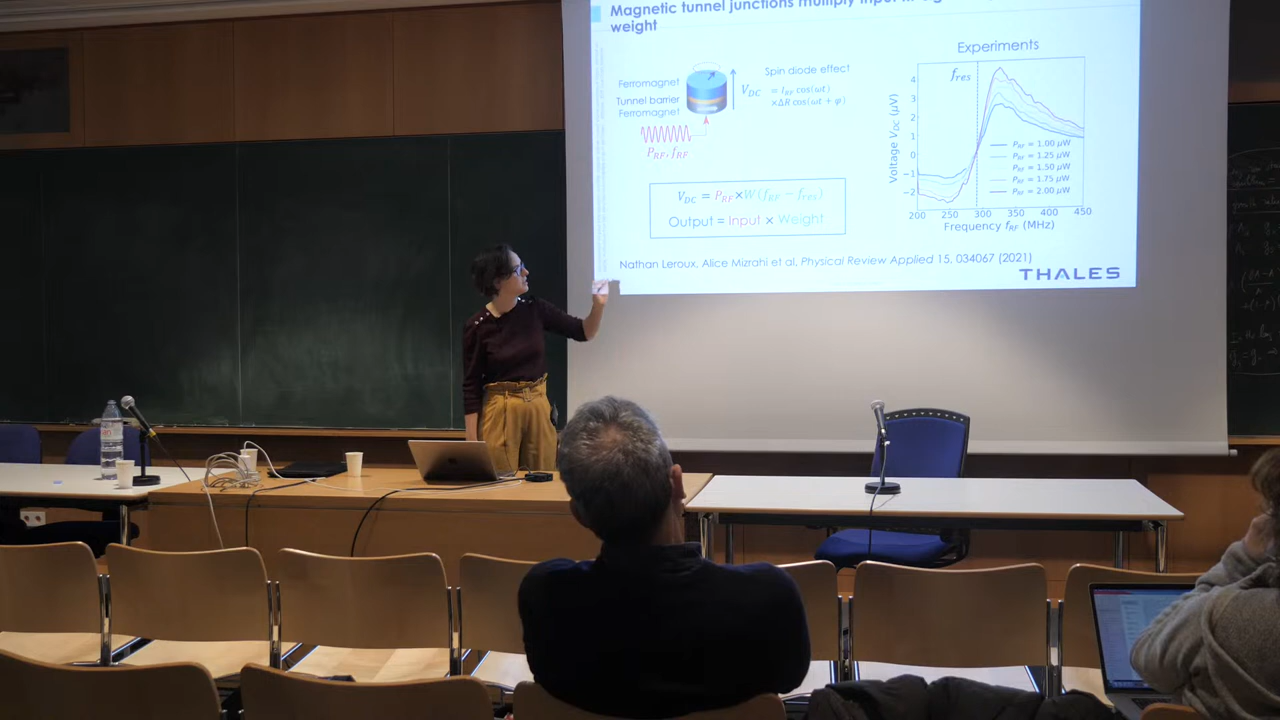 Magnetic tunnel junctions multiply input
weight
Experiments
Ferromagnet
Tunnel barrier
Ferromagnet
Spin diode effect
V_DC = I_RF cos(ωt)
×ΔR cos(ωt + φ)
P_RF, f_RF
V_DC = P_RF×W(f_RF − f_res)
Output = Input × Weight
f_res
Voltage V_DC (μV)
4
3
2
1
0
−1
−2
P_RF = 1.00 μW
P_RF = 1.25 μW
P_RF = 1.50 μW
P_RF = 1.75 μW
P_RF = 2.00 μW
200 250 300 350 400 450
Frequency f_RF (MHz)
Nathan Leroux, Alice Mizrahi et al, Physical Review Applied 15, 034067 (2021)
THALES